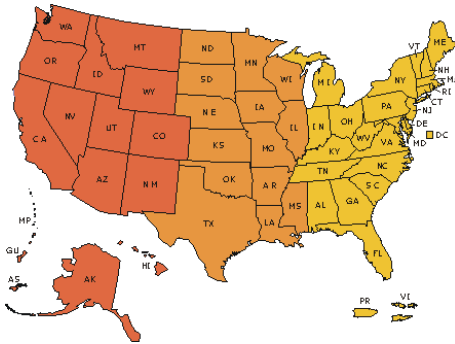 WA
OR
CA
NV
ID
MT
WY
UT
CO
AZ
NM
ND
SD
NE
KS
OK
TX
MN
IA
MO
AR
LA
WI
IL
MS
MI
IN
OH
KY
TN
AL
GA
FL
SC
NC
VA
WV
PA
NY
VT
ME
NH
MA
RI
CT
NJ
DE
MD
DC
MP
GU
AS
AK
HI
PR
VI